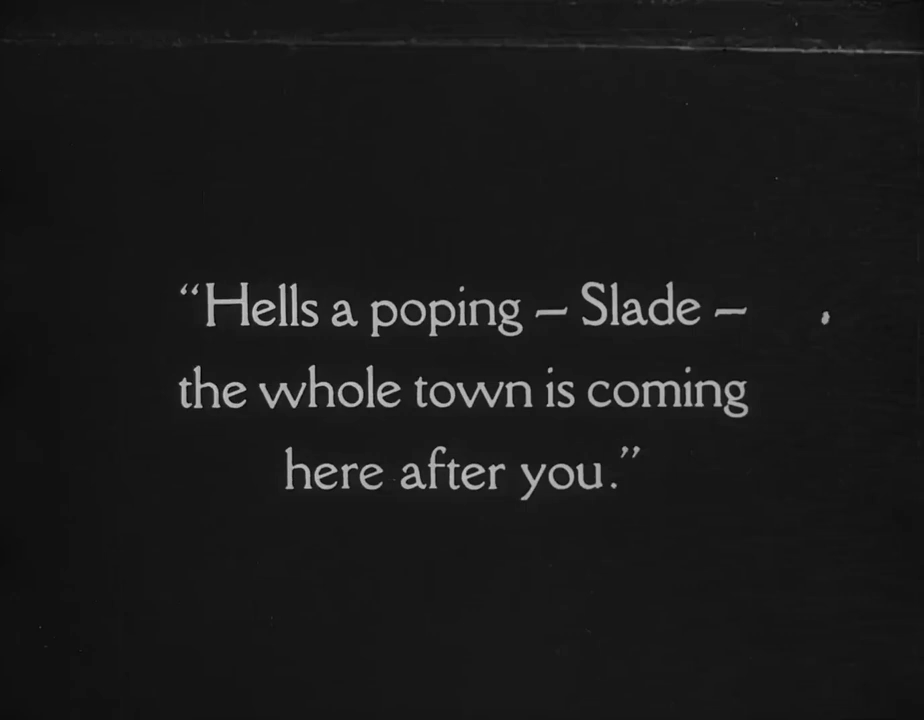 “Hells a poping – Slade –
the whole town is coming
here after you.”